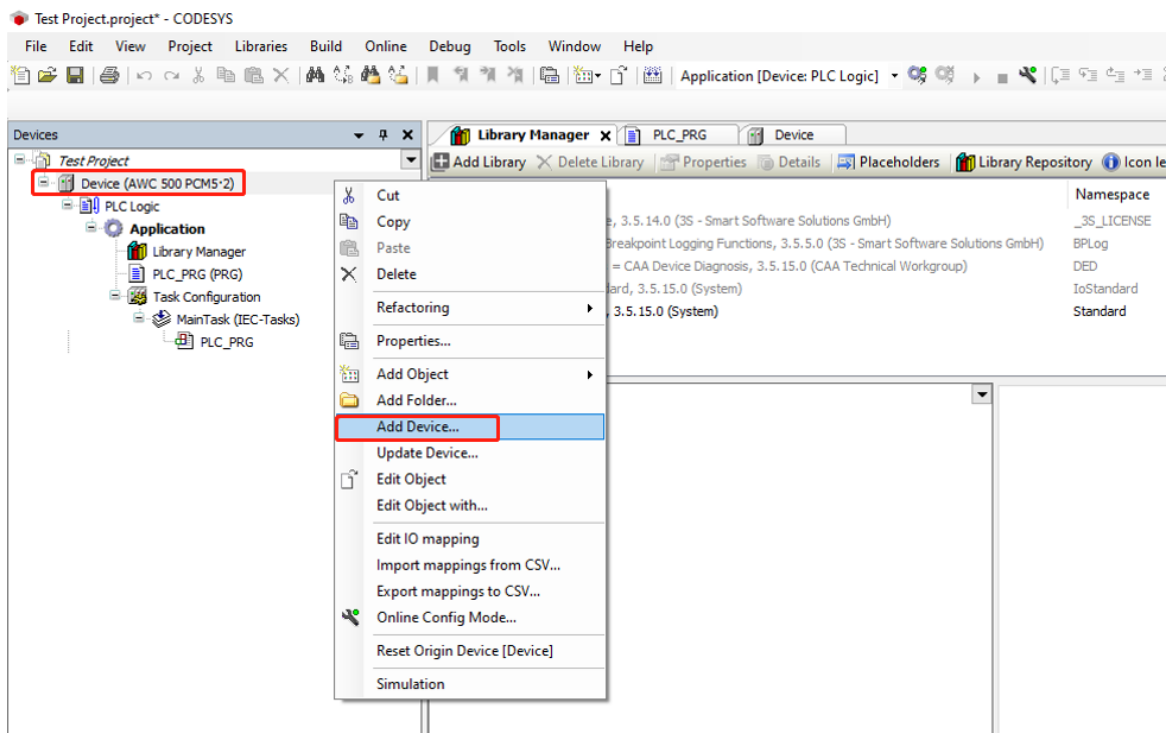 Test Project.project* - CODESYS
File Edit View Project Libraries Build Online Debug Tools Window Help
Application [Device: PLC Logic]
Devices
Library Manager PLC_PRG Device
Test Project
Add Library Delete Library Properties Details Placeholders Library Repository Icon le
Device (AWC 500 PCM5·2)
PLC Logic
Application
Library Manager
PLC_PRG (PRG)
Task Configuration
MainTask (IEC-Tasks)
PLC_PRG
Cut
Copy
Paste
Delete
Refactoring
Properties...
Add Object
Add Folder...
Add Device...
Update Device...
Edit Object
Edit Object with...
Edit IO mapping
Import mappings from CSV...
Export mappings to CSV...
Online Config Mode...
Reset Origin Device [Device]
Simulation
Namespace
e, 3.5.14.0 (3S - Smart Software Solutions GmbH) _3S_LICENSE
Breakpoint Logging Functions, 3.5.5.0 (3S - Smart Software Solutions GmbH) BPLog
= CAA Device Diagnosis, 3.5.15.0 (CAA Technical Workgroup) DED
dard, 3.5.15.0 (System) IoStandard
, 3.5.15.0 (System) Standard